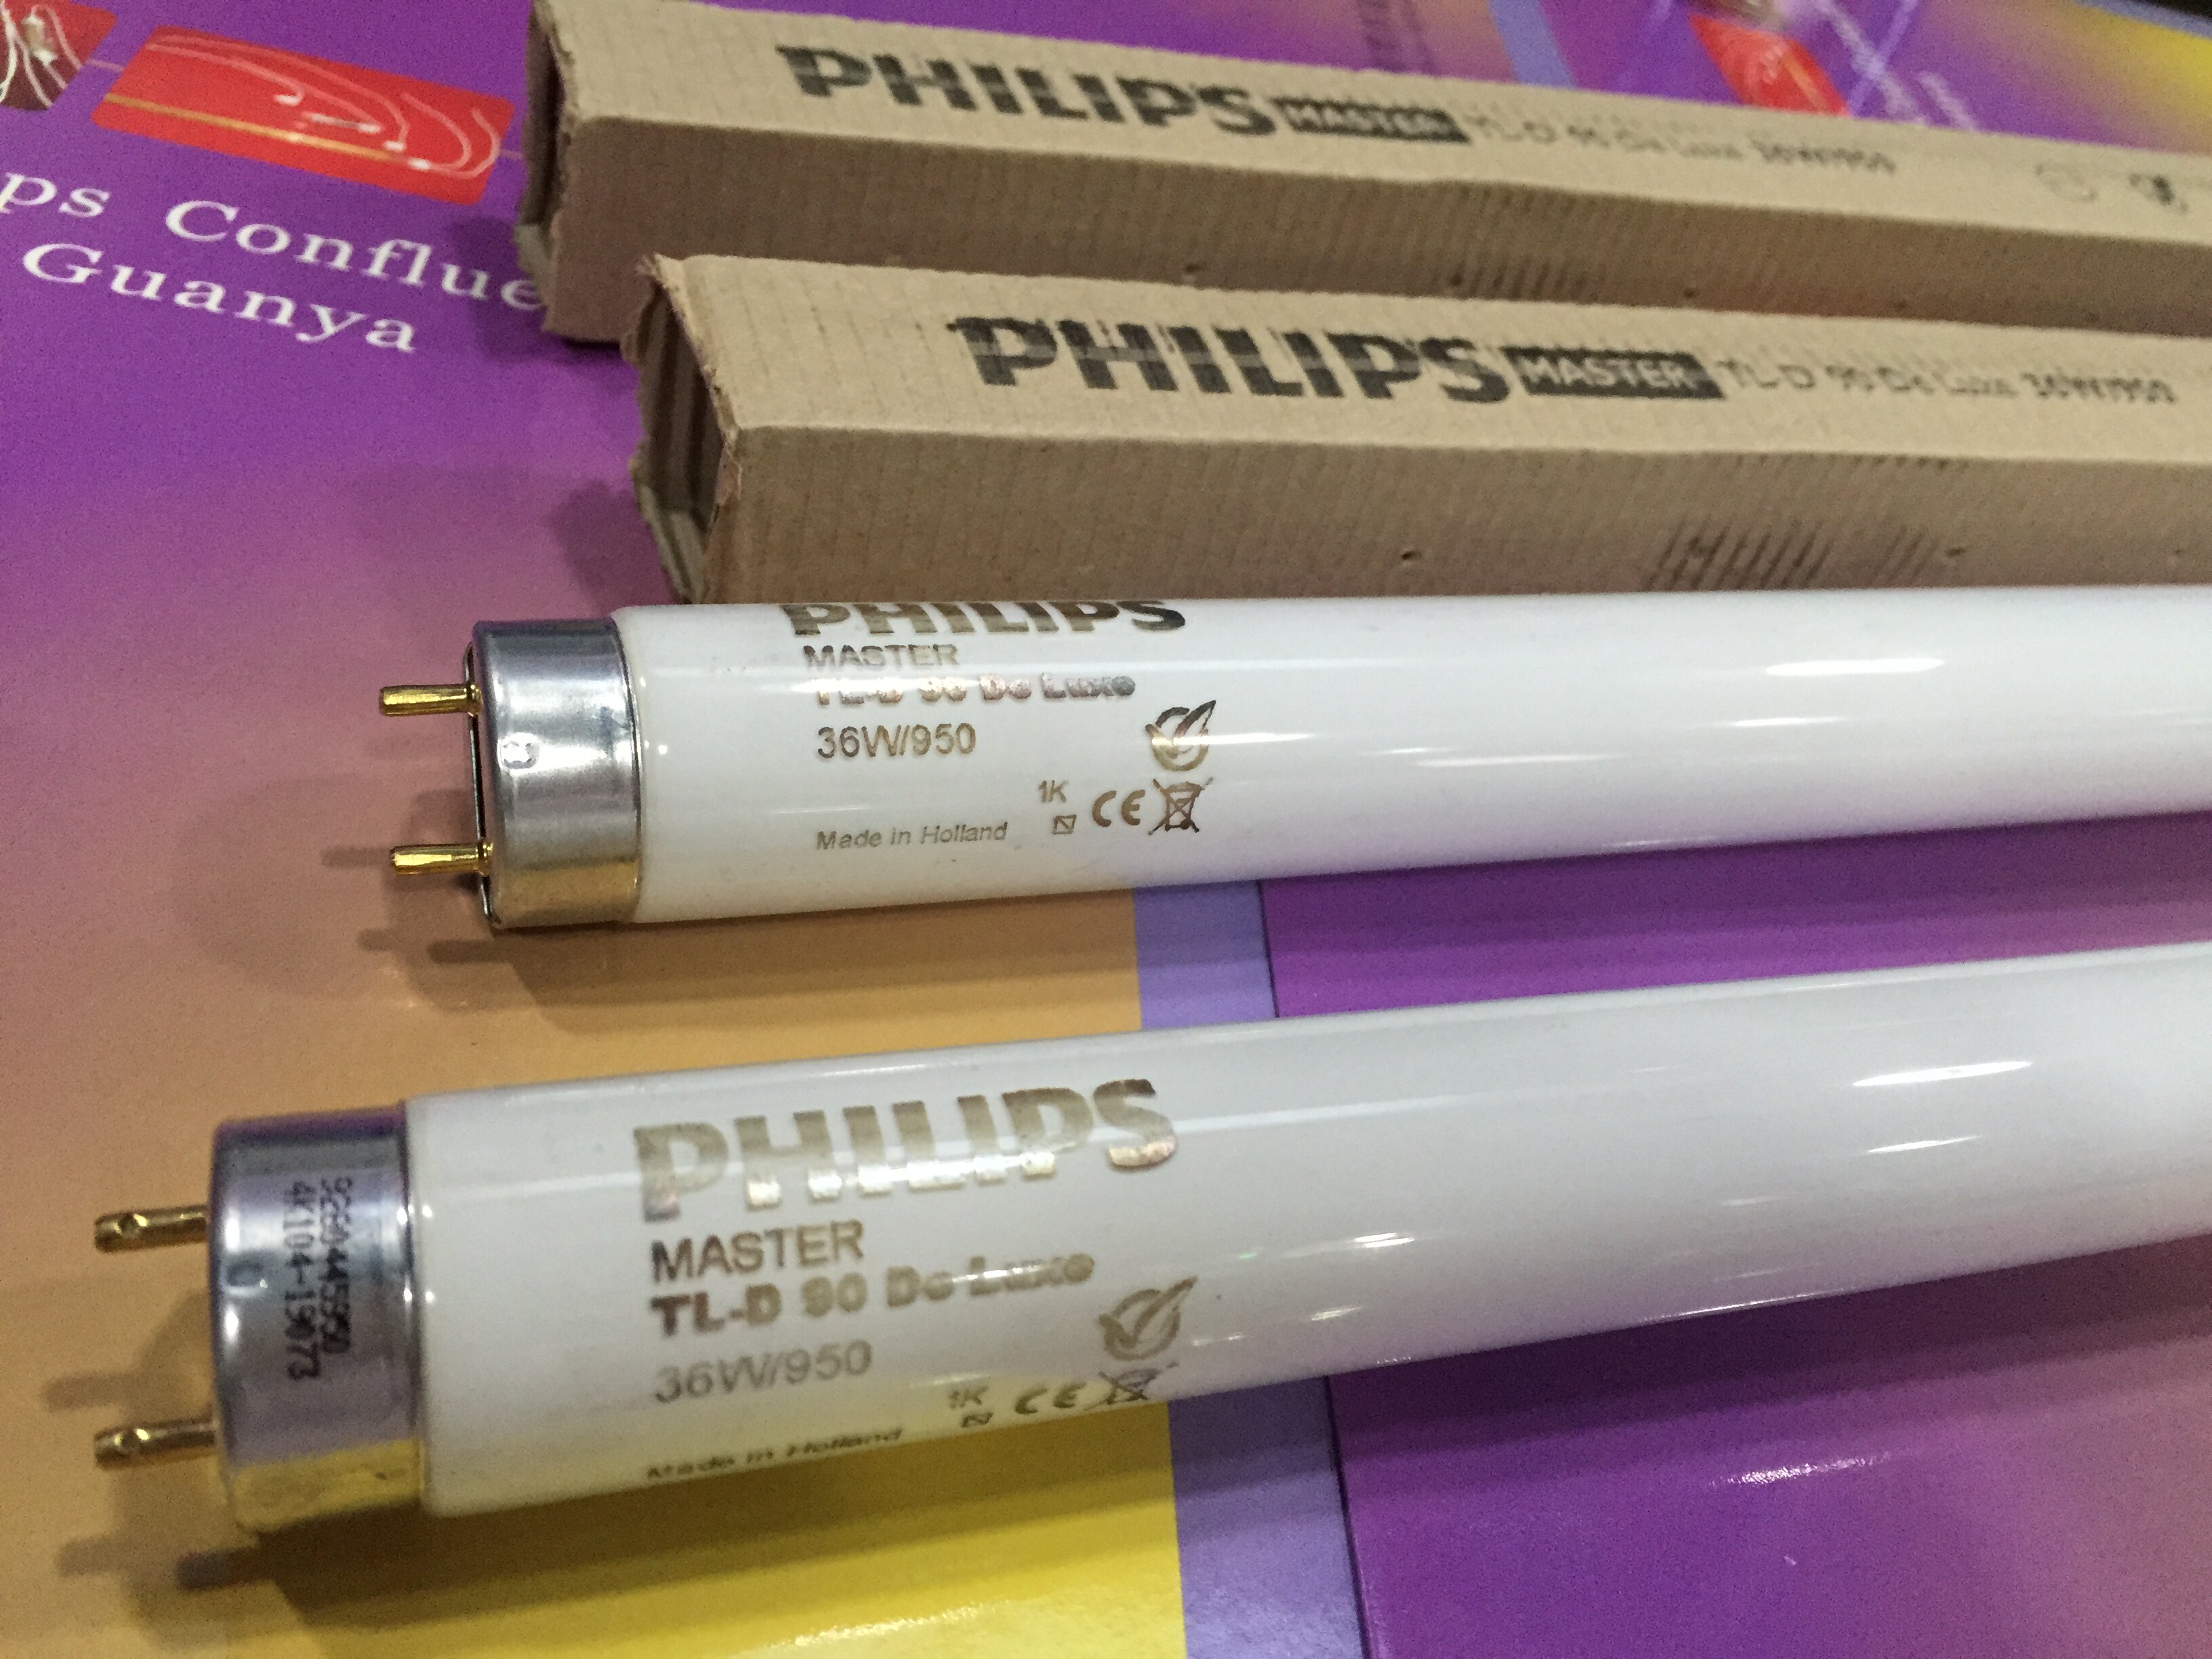 ps Conflue
Guanya
PHILIPS MASTER TL-D 90 De Luxe 36W/950
PHILIPS MASTER TL-D 90 De Luxe 36W/950
PHILIPS
MASTER
TL-D 90 De Luxe
36W/950
1K
CE
Made in Holland
4K104-19073
PHILIPS
MASTER
TL-D 90 De Luxe
36W/950
1K
CE
Made in Holland